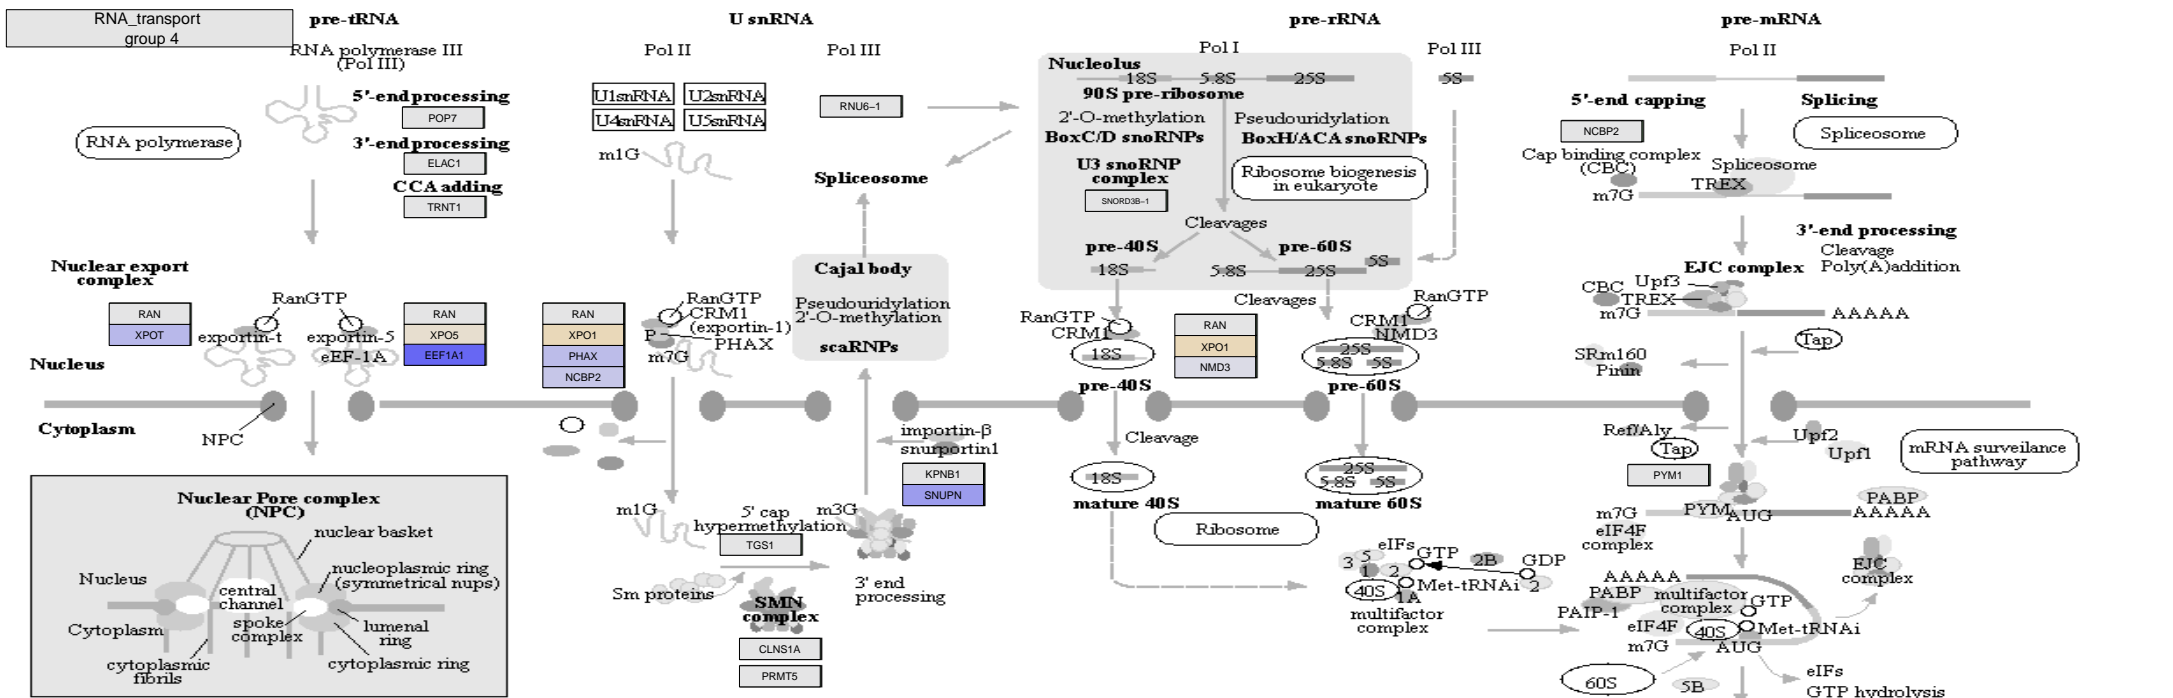 RNA_transport
group 4
pre-tRNA
RNA polymerase III
(Pol III)
5'-end processing
POP7
3'-end processing
ELAC1
CCA adding
TRNT1
RNA polymerase
Nuclear export
complex
RanGTP
RAN
XPOT
exportin-t
exportin-5
eEF-1A
RAN
XPO5
EEF1A1
Nucleus
Cytoplasm
NPC
Nuclear Pore complex
(NPC)
nuclear basket
nucleoplasmic ring
(symmetrical nups)
Nucleus
central
channel
spoke
complex
Cytoplasm
lumenal
ring
cytoplasmic
fibrils
cytoplasmic ring
U snRNA
Pol II
Pol III
U1snRNA
U2snRNA
U4snRNA
U5snRNA
RNU6-1
m1G
Spliceosome
Cajal body
Pseudouridylation
2'-O-methylation
scaRNPs
RAN
XPO1
PHAX
NCBP2
RanGTP
CRM1
(exportin-1)
P
PHAX
m7G
importin-β
snurportin1
KPNB1
SNUPN
m1G
5' cap
hypermethylation
m3G
TGS1
Sm proteins
SMN
complex
3' end
processing
CLNS1A
PRMT5
pre-rRNA
Pol I
Pol III
Nucleolus
18S
5.8S
25S
5S
90S pre-ribosome
2'-O-methylation
Pseudouridylation
BoxC/D snoRNPs
BoxH/ACA snoRNPs
U3 snoRNP
complex
SNORD3B-1
Ribosome biogenesis
in eukaryote
Cleavages
pre-40S
pre-60S
18S
5.8S
25S
5S
Cleavages
RanGTP
CRM1
18S
pre-40S
RAN
XPO1
NMD3
RanGTP
CRM1
NMD3
25S
5.8S
5S
pre-60S
Cleavage
18S
mature 40S
25S
5.8S
5S
mature 60S
Ribosome
eIFs
3
5
1
2
GTP
2B
GDP
40S
1A
Met-tRNAi
2
multifactor
complex
pre-mRNA
Pol II
5'-end capping
Splicing
NCBP2
Spliceosome
Cap binding complex
(CBC)
Spliceosome
TREX
m7G
3'-end processing
Cleavage
Poly(A)addition
EJC complex
CBC
Upf3
TREX
m7G
AAAAA
Tap
SRm160
Pinin
Ref/Aly
Tap
Upf2
Upf1
mRNA surveilance
pathway
PYM1
PABP
m7G
PYM
AUG
AAAAA
eIF4F
complex
EJC
complex
AAAAA
PABP
PAIP-1
multifactor
complex
GTP
eIF4F
40S
Met-tRNAi
m7G
AUG
60S
5B
eIFs
GTP hydrolysis